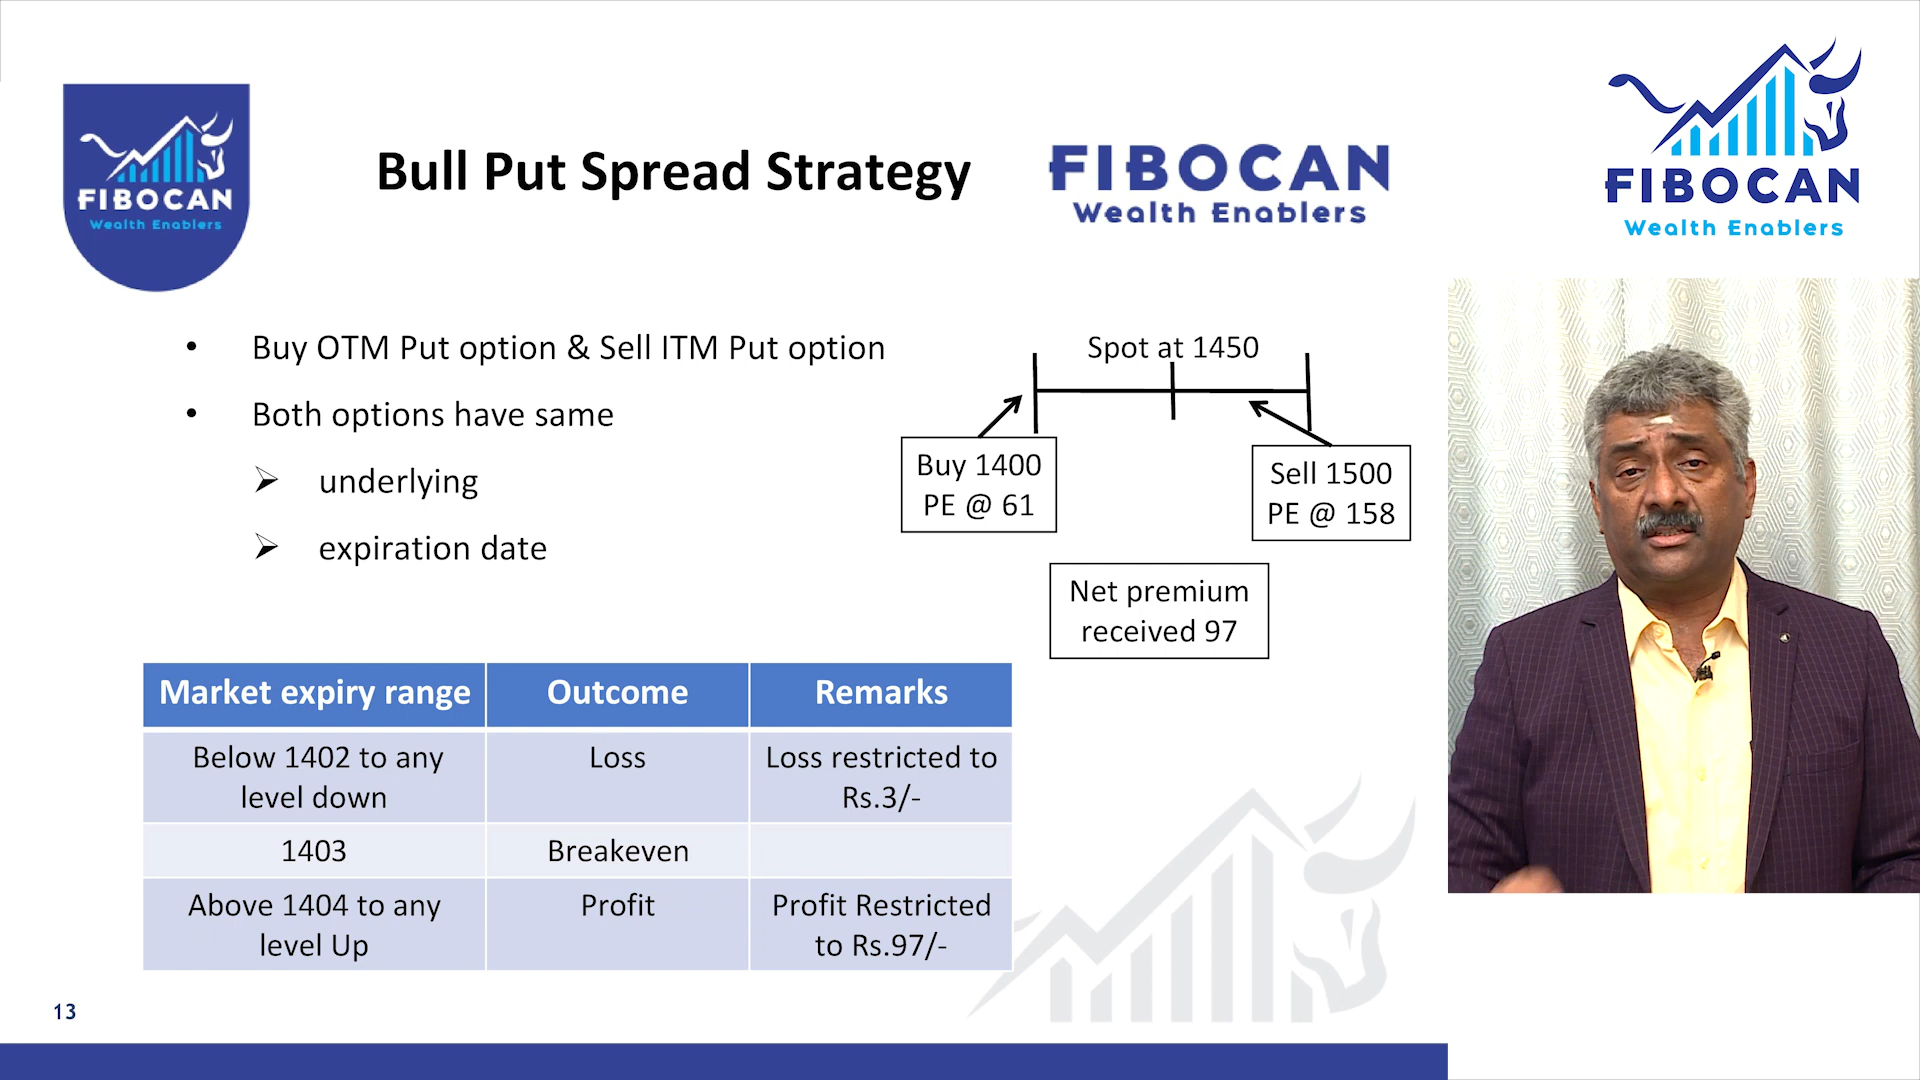 FIBOCAN
Wealth Enablers
Bull Put Spread Strategy
FIBOCAN
Wealth Enablers
FIBOCAN
Wealth Enablers
• Buy OTM Put option & Sell ITM Put option
• Both options have same
➢ underlying
➢ expiration date
Spot at 1450
Buy 1400
PE @ 61
Sell 1500
PE @ 158
Net premium
received 97
Market expiry range Outcome Remarks
Below 1402 to any
level down
Loss
Loss restricted to
Rs.3/-
1403 Breakeven
Above 1404 to any
level Up
Profit
Profit Restricted
to Rs.97/-
13